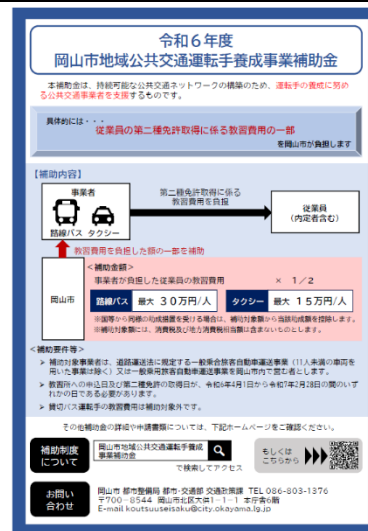 令和６年度
岡山市地域公共交通運転手養成事業補助金
本補助金は、持続可能な公共交通ネットワークの構築のため、運転手の養成に努め
る公共交通事業者を支援するものです。
具体的には・・・
従業員の第二種免許取得に係る教習費用の一部
を岡山市が負担します
【補助内容】
事業者
路線バス タクシー
第二種免許取得に係る
教習費用を負担
従業員
（内定者含む）
教習費用を負担した額の一部を補助
岡山市
＜補助金額＞
事業者が負担した従業員の教習費用 × １／２
路線バス 最大 ３０万円/人 タクシー 最大 １５万円/人
※国等から同様の助成措置を受ける場合は、補助対象額から当該助成額を控除します。
※補助対象額には、消費税及び地方消費税相当額は含まないものとします。
＜補助要件等＞
➢ 補助対象事業者は、道路運送法に規定する一般乗合旅客自動車運送事業（11人未満の車両を
用いた事業は除く）又は一般乗用旅客自動車運送事業を岡山市内で営む者とします。
➢ 教習所への申込日及び第二種免許の取得日が、令和6年4月1日から令和7年2月28日の間のいず
れかの日である必要があります。
➢ 貸切バス運転手の教習費用は補助対象外です。
その他補助金の詳細や申請書類については、下記ホームページをご確認ください。
補助制度
について
岡山市地域公共交通運転手養成
事業補助金
で検索してアクセス
もしくは
こちらから
お問い
合わせ
岡山市 都市整備局 都市・交通部 交通政策課 TEL 086-803-1376
〒700－8544 岡山市北区大供1－1－1 本庁舎6階
E-mail koutsuuseisaku@city.okayama.lg.jp